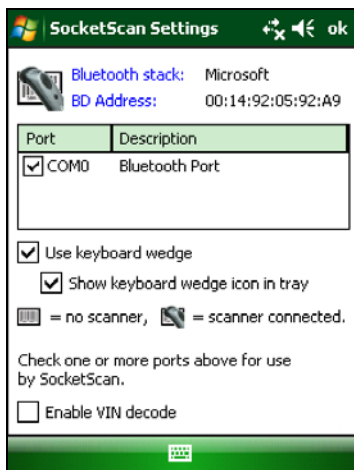 SocketScan Settings ok
Bluetooth stack: Microsoft
BD Address: 00:14:92:05:92:A9
Port Description
COM0 Bluetooth Port
Use keyboard wedge
Show keyboard wedge icon in tray
= no scanner, = scanner connected.
Check one or more ports above for use
by SocketScan.
Enable VIN decode